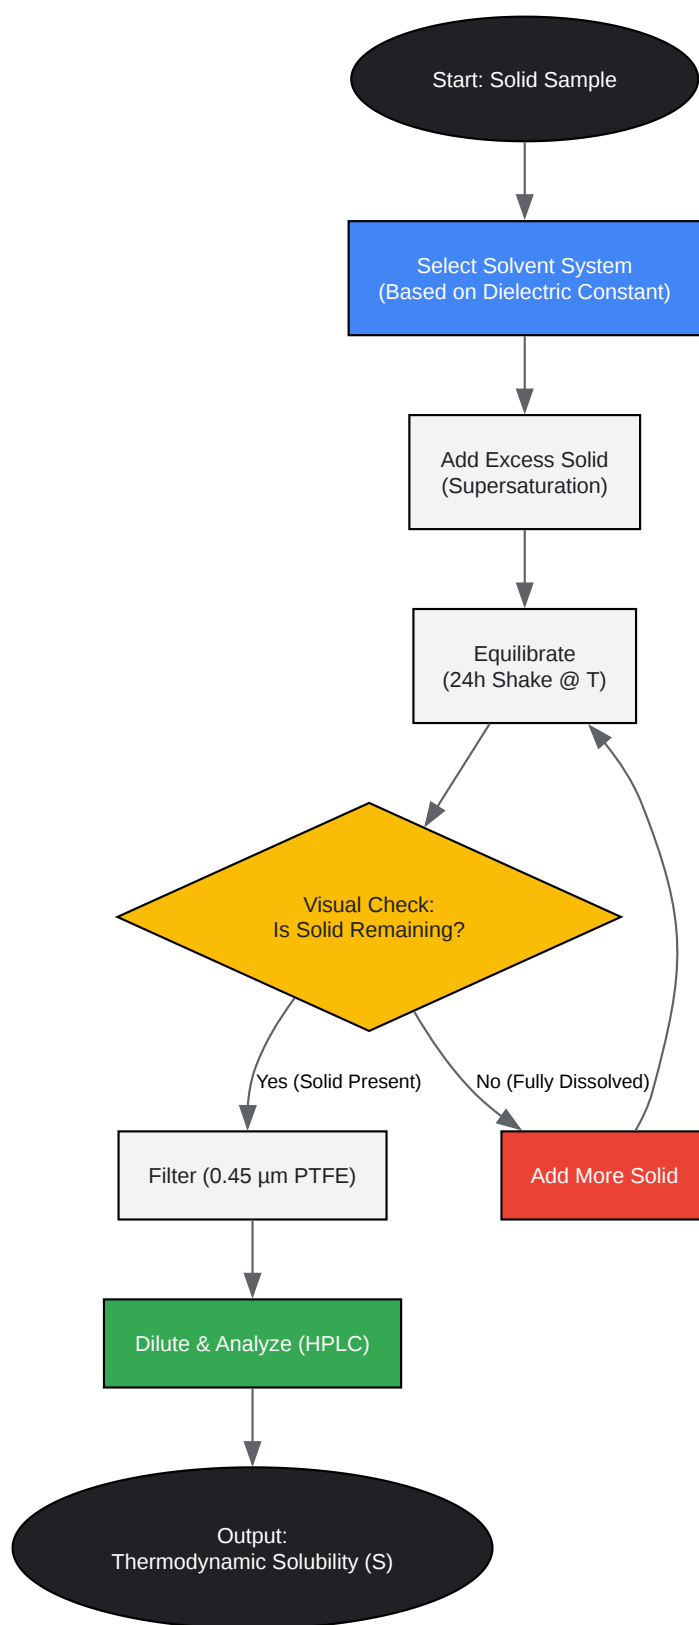 Start: Solid Sample
Select Solvent System
(Based on Dielectric Constant)
Add Excess Solid
(Supersaturation)
Equilibrate
(24h Shake @ T)
Visual Check:
Is Solid Remaining?
Yes (Solid Present)
No (Fully Dissolved)
Filter (0.45 µm PTFE)
Add More Solid
Dilute & Analyze (HPLC)
Output:
Thermodynamic Solubility (S)